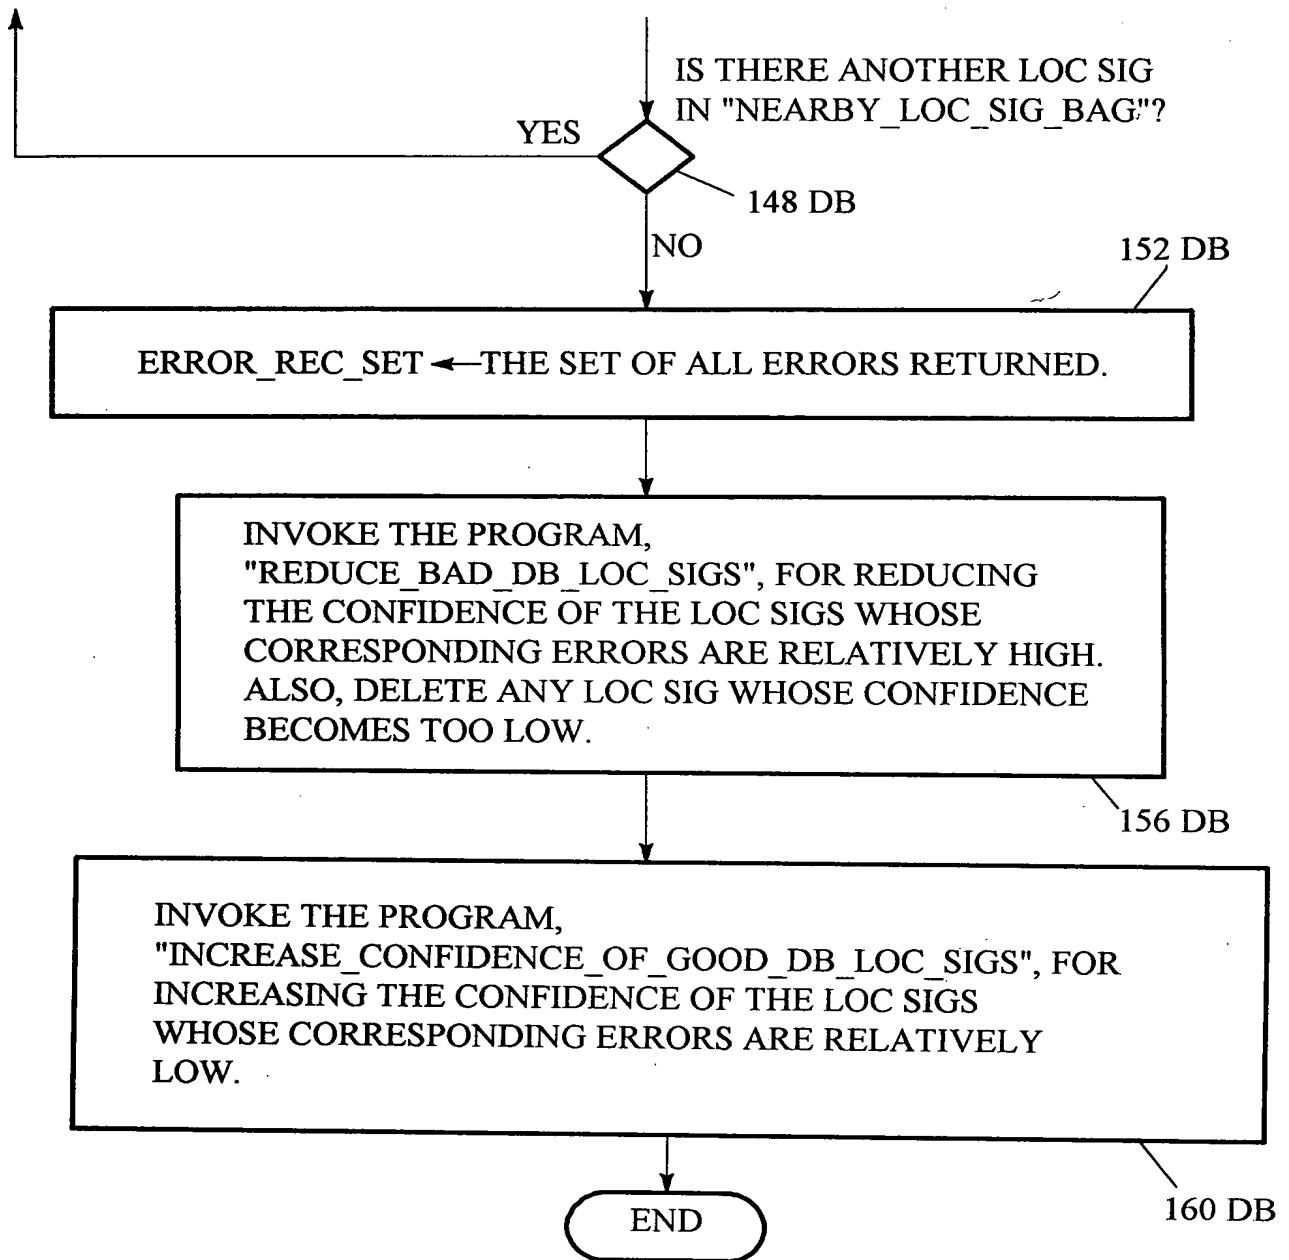 IS THERE ANOTHER LOC SIG
IN "NEARBY_LOC_SIG_BAG"?
YES
148 DB
NO
152 DB
ERROR_REC_SET ←THE SET OF ALL ERRORS RETURNED.
INVOKE THE PROGRAM,
"REDUCE_BAD_DB_LOC_SIGS", FOR REDUCING
THE CONFIDENCE OF THE LOC SIGS WHOSE
CORRESPONDING ERRORS ARE RELATIVELY HIGH.
ALSO, DELETE ANY LOC SIG WHOSE CONFIDENCE
BECOMES TOO LOW.
156 DB
INVOKE THE PROGRAM,
"INCREASE_CONFIDENCE_OF_GOOD_DB_LOC_SIGS", FOR
INCREASING THE CONFIDENCE OF THE LOC SIGS
WHOSE CORRESPONDING ERRORS ARE RELATIVELY
LOW.
160 DB
END